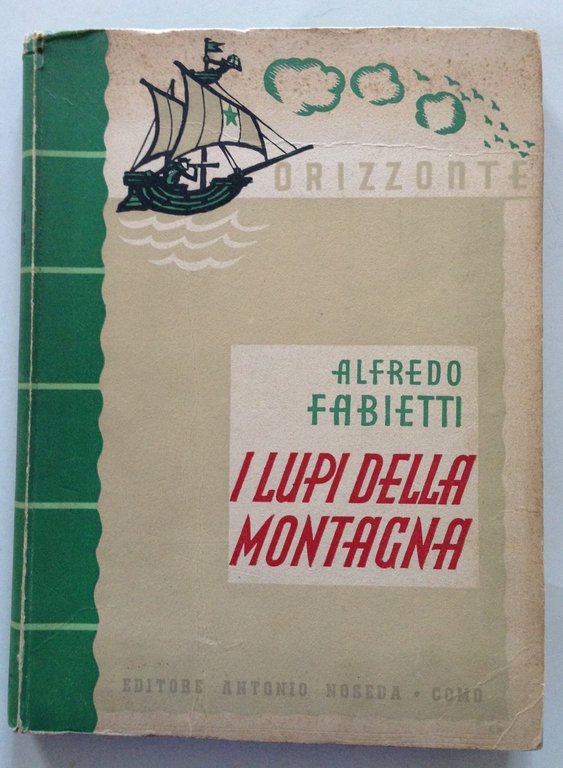 ORIZZONTE
ALFREDO
FABIETTI
I LUPI DELLA
MONTAGNA
EDITORE ANTONIO NOSEDA • COMO